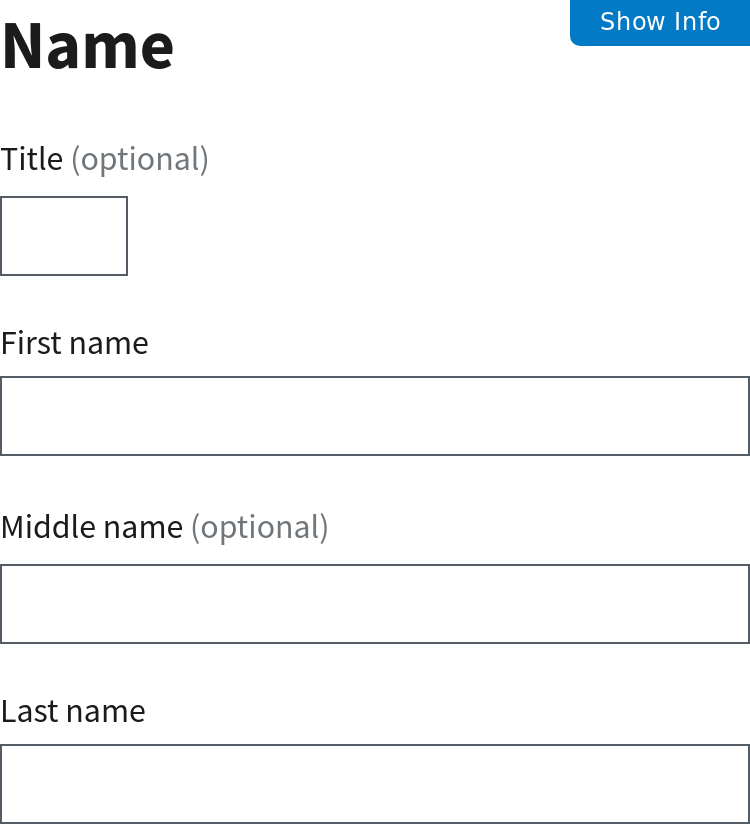 Name
Show Info
Title (optional)
First name
Middle name (optional)
Last name